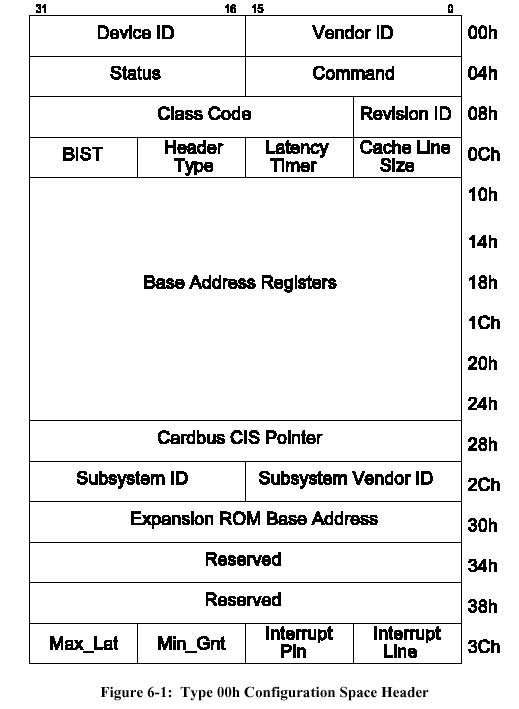 31 16 15 0
Device ID Vendor ID 00h
Status Command 04h
Class Code Revision ID 08h
BIST Header Type Latency Timer Cache Line Size 0Ch
10h
14h
Base Address Registers 18h
1Ch
20h
24h
Cardbus CIS Pointer 28h
Subsystem ID Subsystem Vendor ID 2Ch
Expansion ROM Base Address 30h
Reserved 34h
Reserved 38h
Max_Lat Min_Gnt Interrupt Pin Interrupt Line 3Ch
Figure 6-1: Type 00h Configuration Space Header